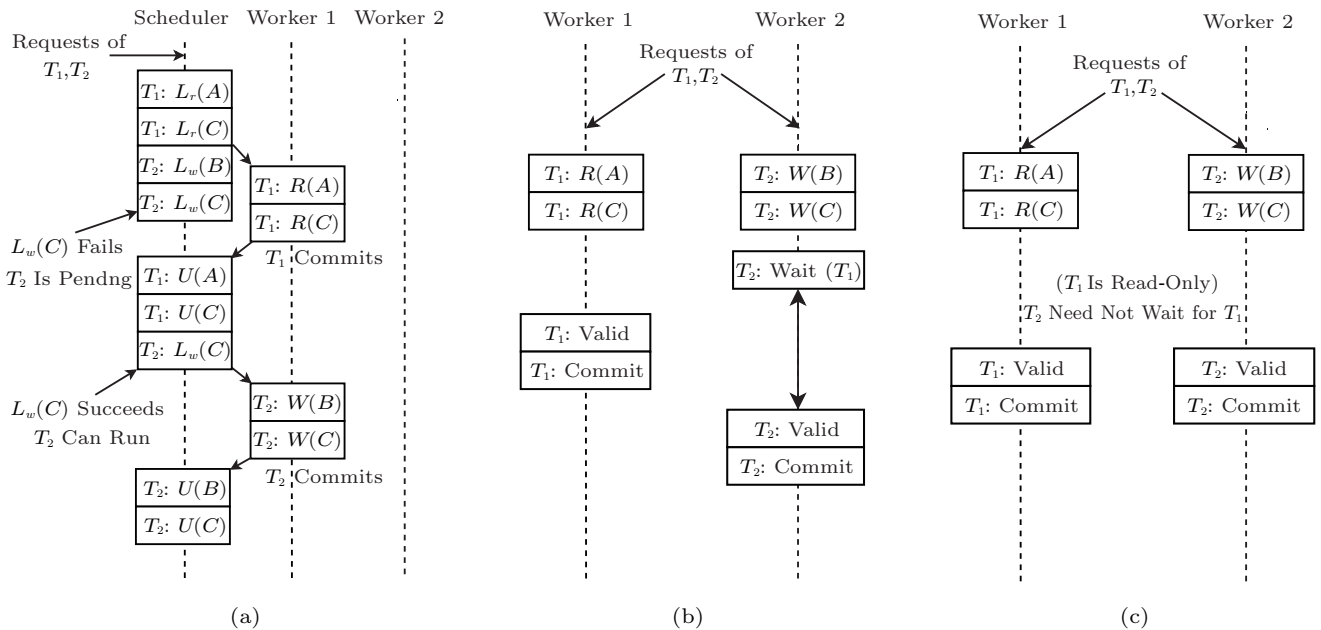 Scheduler
Worker 1
Worker 2
Requests of
T1,T2
T1: Lr(A)
T1: Lr(C)
T2: Lw(B)
T2: Lw(C)
T1: R(A)
T1: R(C)
Lw(C) Fails
T2 Is Pendng
T1 Commits
T1: U(A)
T1: U(C)
T2: Lw(C)
Lw(C) Succeeds
T2 Can Run
T2: W(B)
T2: W(C)
T2 Commits
T2: U(B)
T2: U(C)
(a)
Worker 1
Worker 2
Requests of
T1,T2
T1: R(A)
T1: R(C)
T2: W(B)
T2: W(C)
T2: Wait (T1)
T1: Valid
T1: Commit
T2: Valid
T2: Commit
(b)
Worker 1
Worker 2
Requests of
T1,T2
T1: R(A)
T1: R(C)
T2: W(B)
T2: W(C)
(T1 Is Read-Only)
T2 Need Not Wait for T1
T1: Valid
T1: Commit
T2: Valid
T2: Commit
(c)